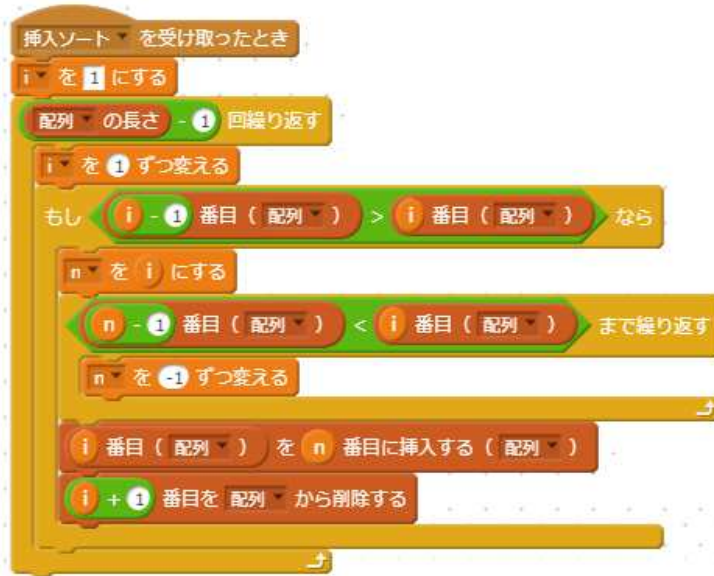 挿入ソート を受け取ったとき
i を 1 にする
配列 の長さ - 1 回繰り返す
i を 1 ずつ変える
もし i - 1 番目 ( 配列 ) > i 番目 ( 配列 ) なら
n を i にする
n - 1 番目 ( 配列 ) < i 番目 ( 配列 ) まで繰り返す
n を -1 ずつ変える
i 番目 ( 配列 ) を n 番目に挿入する ( 配列 )
i + 1 番目を 配列 から削除する